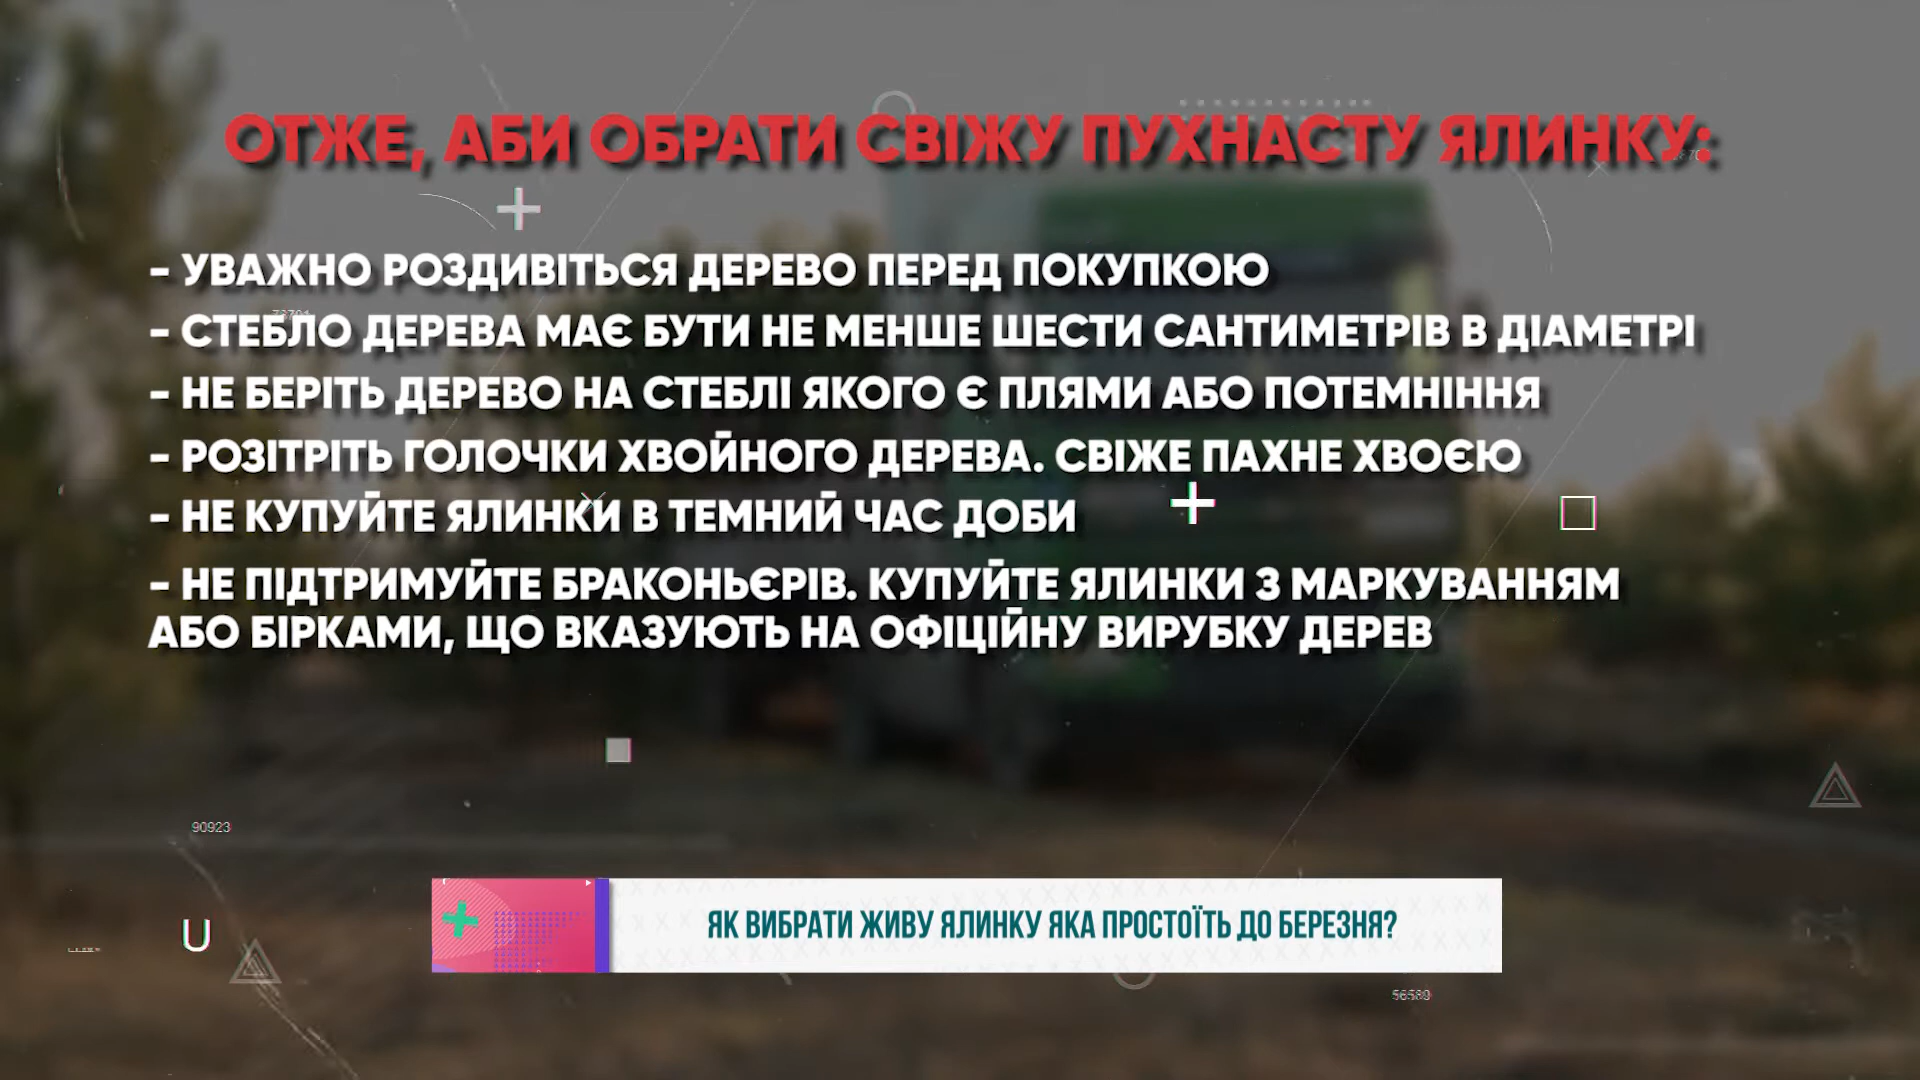 ОТЖЕ, АБИ ОБРАТИ СВІЖУ ПУХНАСТУ ЯЛИНКУ:
- УВАЖНО РОЗДИВІТЬСЯ ДЕРЕВО ПЕРЕД ПОКУПКОЮ
- СТЕБЛО ДЕРЕВА МАЄ БУТИ НЕ МЕНШЕ ШЕСТИ САНТИМЕТРІВ В ДІАМЕТРІ
- НЕ БЕРІТЬ ДЕРЕВО НА СТЕБЛІ ЯКОГО Є ПЛЯМИ АБО ПОТЕМНІННЯ
- РОЗІТРІТЬ ГОЛОЧКИ ХВОЙНОГО ДЕРЕВА. СВІЖЕ ПАХНЕ ХВОЄЮ
- НЕ КУПУЙТЕ ЯЛИНКИ В ТЕМНИЙ ЧАС ДОБИ
- НЕ ПІДТРИМУЙТЕ БРАКОНЬЄРІВ. КУПУЙТЕ ЯЛИНКИ З МАРКУВАННЯМ
АБО БІРКАМИ, ЩО ВКАЗУЮТЬ НА ОФІЦІЙНУ ВИРУБКУ ДЕРЕВ
90923
U
ЯК ВИБРАТИ ЖИВУ ЯЛИНКУ ЯКА ПРОСТОЇТЬ ДО БЕРЕЗНЯ?